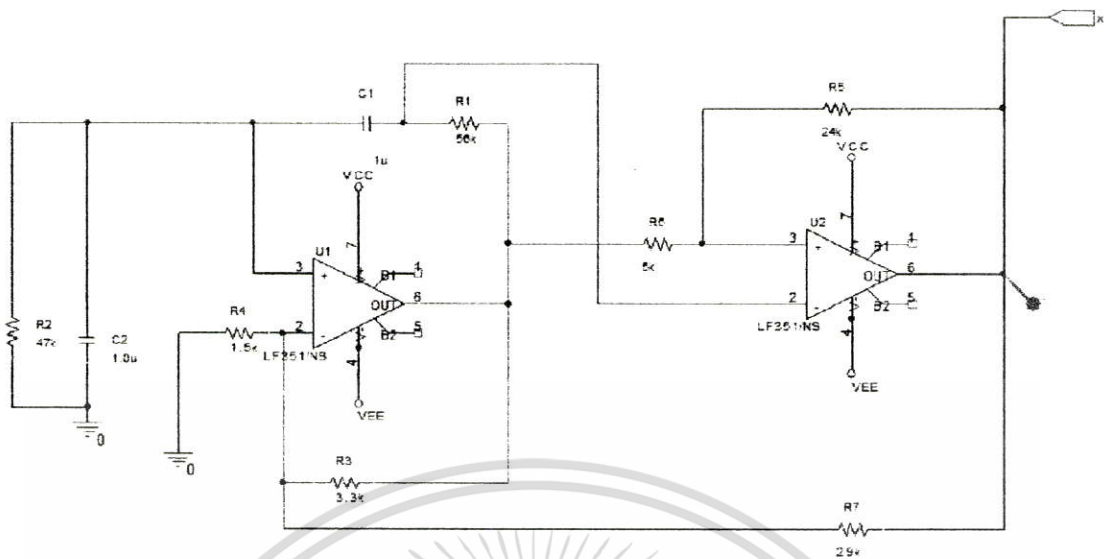 x
C1
R1
56k
1u
VCC
7
U1
3
+
B1
1
OUT
6
2
-
B2
5
LF351/NS
4
VEE
R2
47k
C2
1.0u
0
R4
1.5k
0
R3
3.3k
R5
24k
VCC
7
U2
R6
5k
3
+
B1
1
OUT
6
2
-
B2
5
LF351/NS
4
VEE
R7
29k